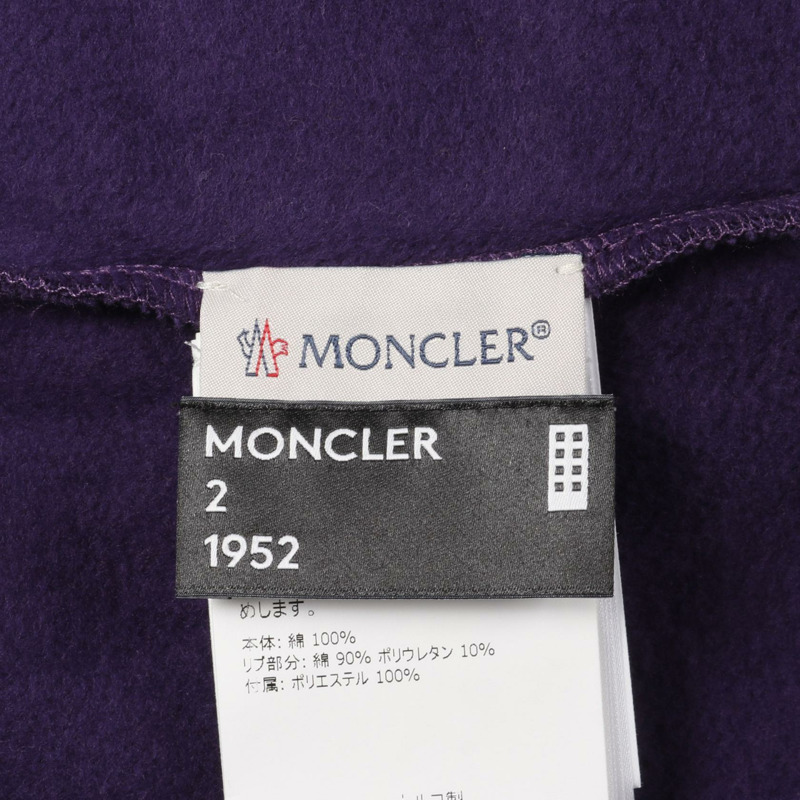 MONCLER®
MONCLER
2
1952
めします。
本体: 綿 100%
リブ部分: 綿 90% ポリウレタン 10%
付属: ポリエステル 100%